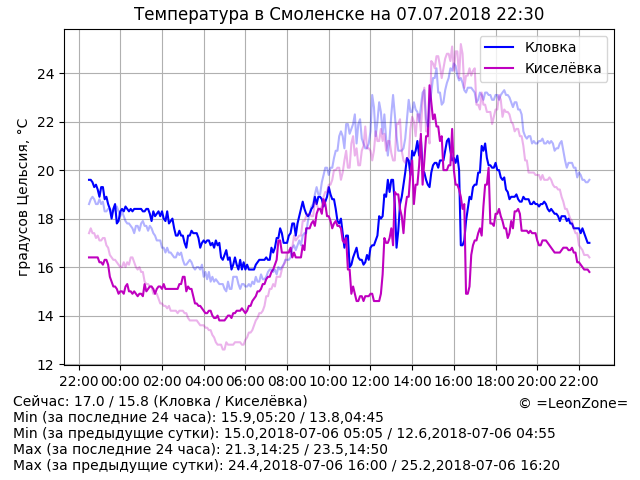 Температура в Смоленске на 07.07.2018 22:30
Кловка
Киселёвка
градусов Цельсия, °C
24
22
20
18
16
14
12
22:00 00:00 02:00 04:00 06:00 08:00 10:00 12:00 14:00 16:00 18:00 20:00 22:00
Сейчас: 17.0 / 15.8 (Кловка / Киселёвка)
© =LeonZone=
Min (за последние 24 часа): 15.9,05:20 / 13.8,04:45
Min (за предыдущие сутки): 15.0,2018-07-06 05:05 / 12.6,2018-07-06 04:55
Max (за последние 24 часа): 21.3,14:25 / 23.5,14:50
Max (за предыдущие сутки): 24.4,2018-07-06 16:00 / 25.2,2018-07-06 16:20